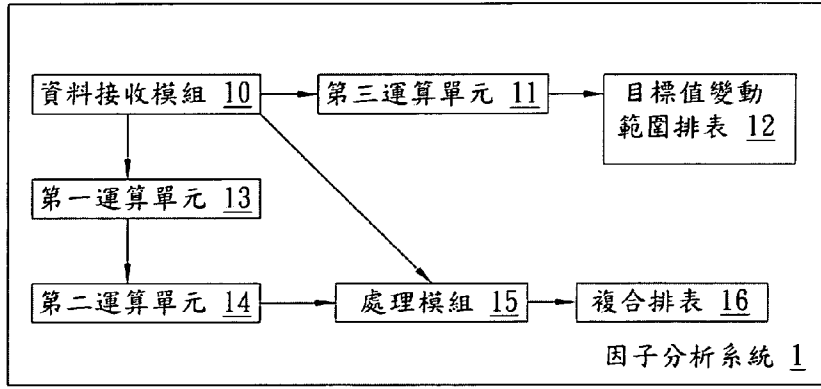 資料接收模組 10
第三運算單元 11
目標值變動
範圍排表 12
第一運算單元 13
第二運算單元 14
處理模組 15
複合排表 16
因子分析系統 1